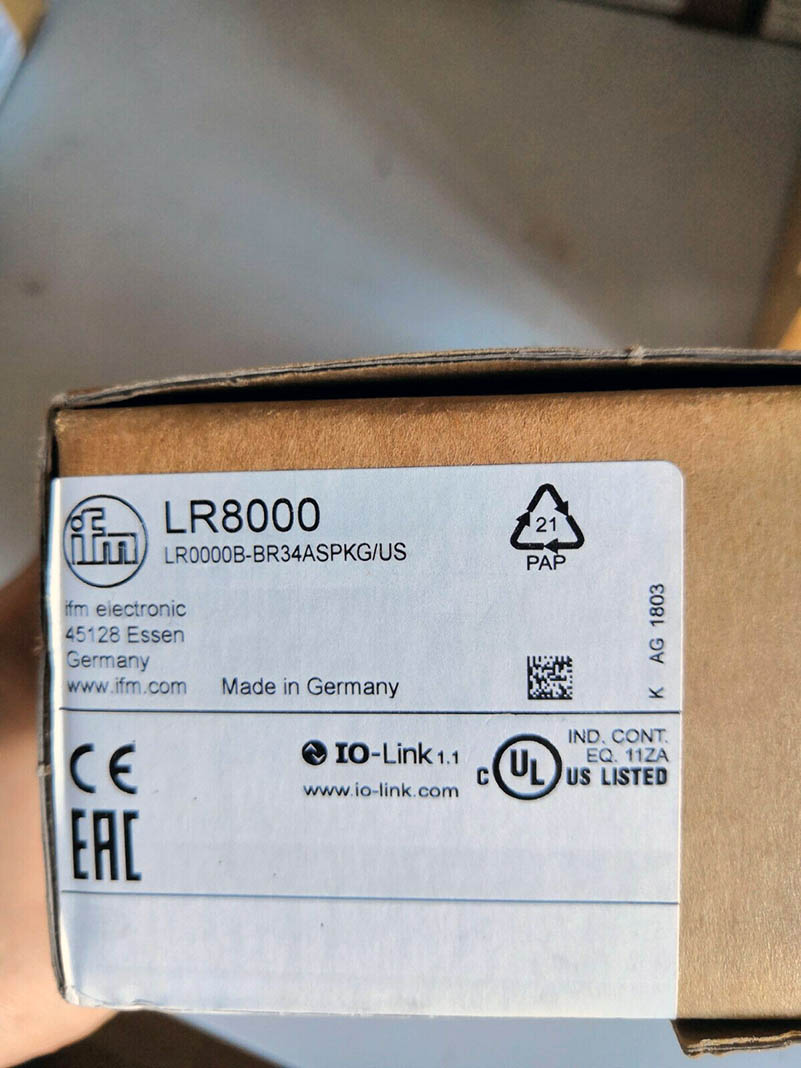 ifm
LR8000
LR0000B-BR34ASPKG/US
21
PAP
ifm electronic
45128 Essen
Germany
www.ifm.com
Made in Germany
K AG 1803
CE
EAC
IO-Link 1.1
www.io-link.com
C UL US LISTED
IND. CONT.
EQ. 11ZA